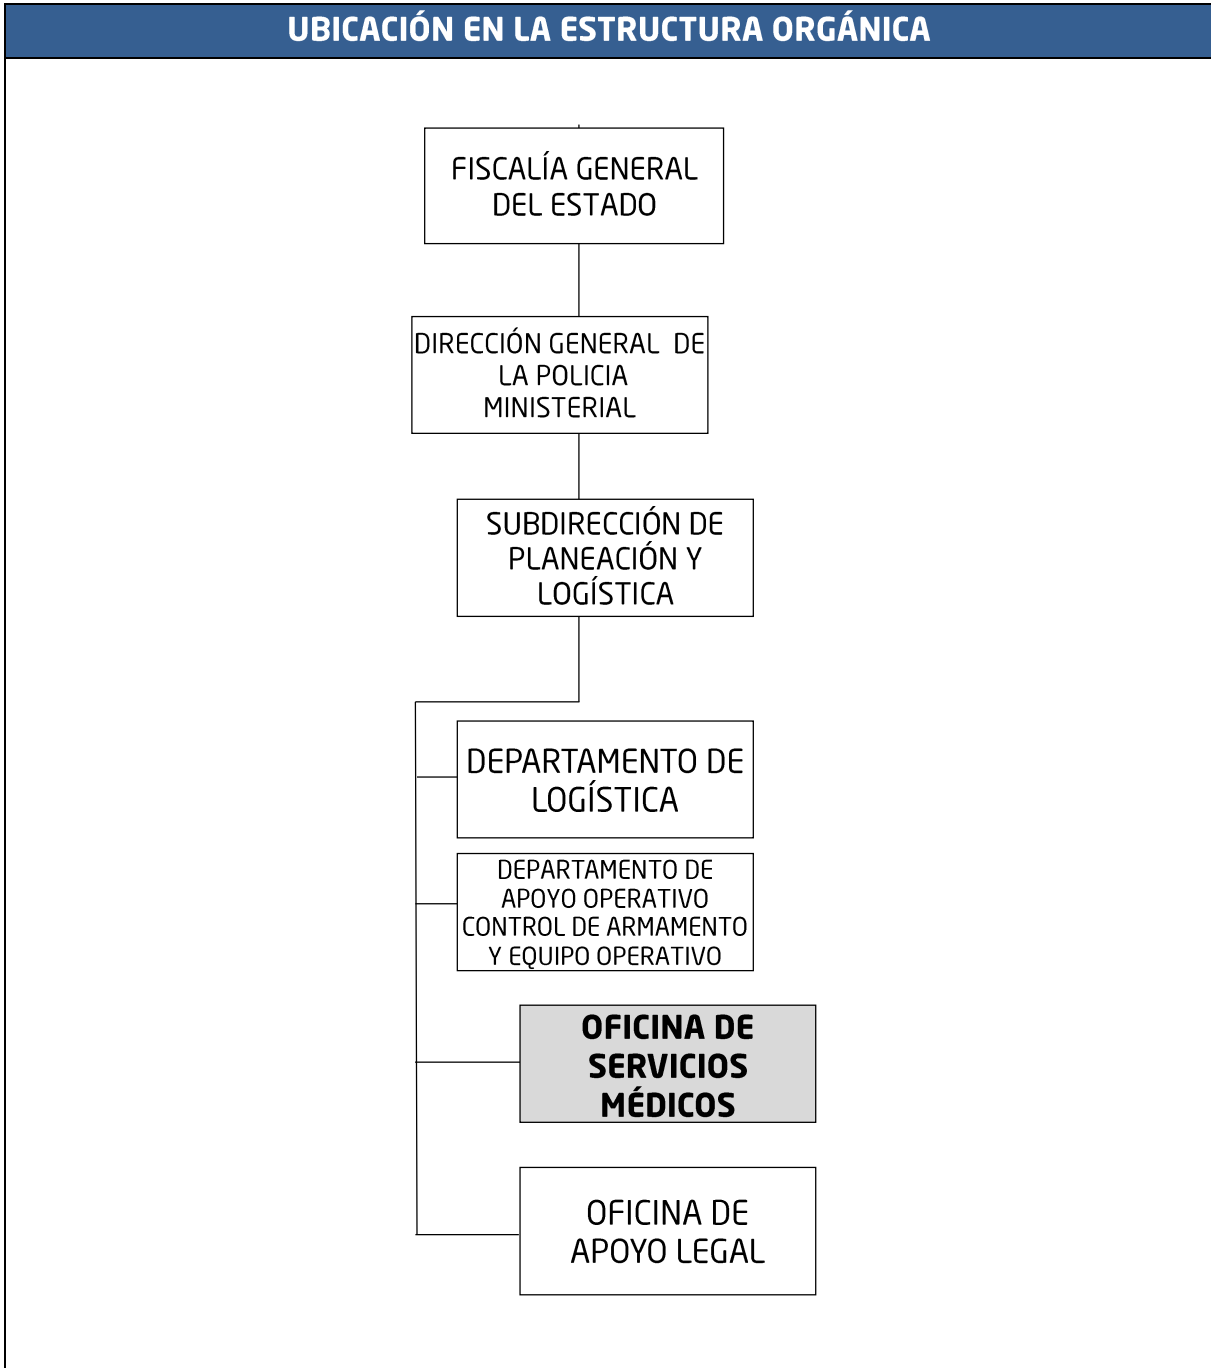 UBICACIÓN EN LA ESTRUCTURA ORGÁNICA
FISCALÍA GENERAL
DEL ESTADO
DIRECCIÓN GENERAL DE
LA POLICIA
MINISTERIAL
SUBDIRECCIÓN DE
PLANEACIÓN Y
LOGÍSTICA
DEPARTAMENTO DE
LOGÍSTICA
DEPARTAMENTO DE
APOYO OPERATIVO
CONTROL DE ARMAMENTO
Y EQUIPO OPERATIVO
OFICINA DE
SERVICIOS
MÉDICOS
OFICINA DE
APOYO LEGAL